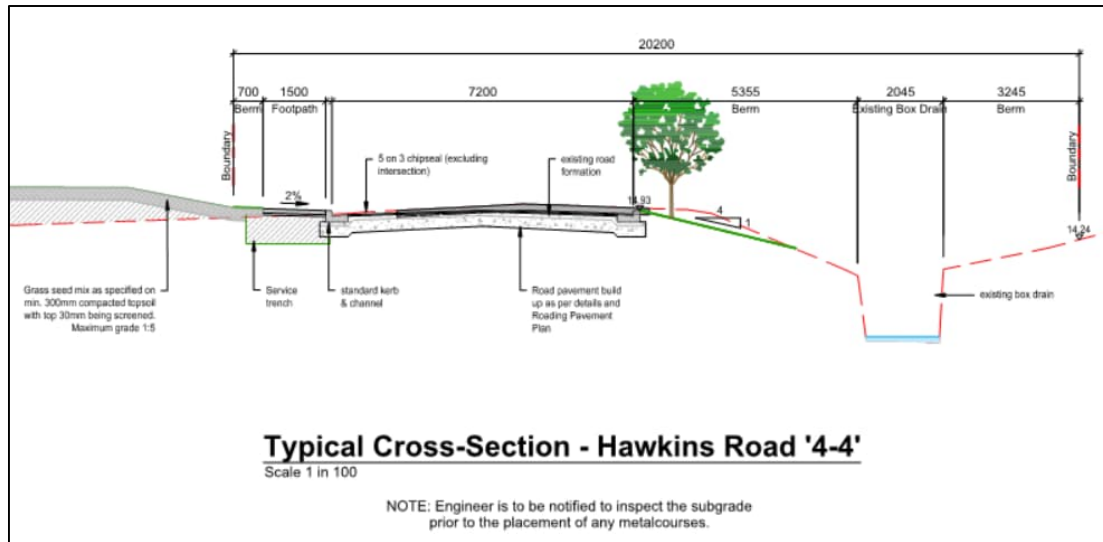 20200
700
1500
7200
5355
2045
3245
Berm
Footpath
Berm
Existing Box Drain
Berm
Boundary
Boundary
5 on 3 chipseal (excluding
intersection)
existing road
formation
2%
14.93
4
1
14.24
Grass seed mix as specified on
min. 300mm compacted topsoil
with top 30mm being screened.
Maximum grade 1:5
Service
trench
standard kerb
& channel
Road pavement build
up as per details and
Roading Pavement
Plan
existing box drain
Typical Cross-Section - Hawkins Road '4-4'
Scale 1 in 100
NOTE: Engineer is to be notified to inspect the subgrade
prior to the placement of any metalcourses.